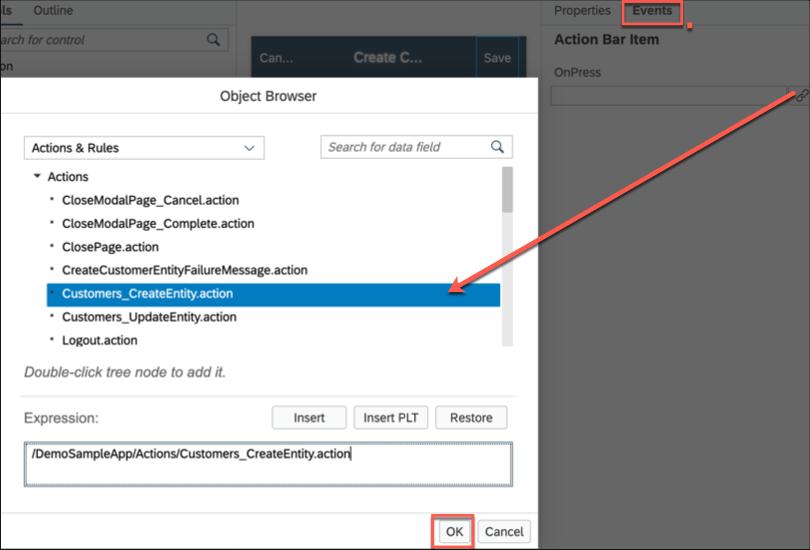 ls
Outline
Properties
Events
arch for control
Action Bar Item
on
Can...
Create C...
Save
OnPress
Object Browser
Actions & Rules
Search for data field
Actions
CloseModalPage_Cancel.action
CloseModalPage_Complete.action
ClosePage.action
CreateCustomerEntityFailureMessage.action
Customers_CreateEntity.action
Customers_UpdateEntity.action
Logout.action
Double-click tree node to add it.
Expression:
Insert
Insert PLT
Restore
/DemoSampleApp/Actions/Customers_CreateEntity.action
OK
Cancel